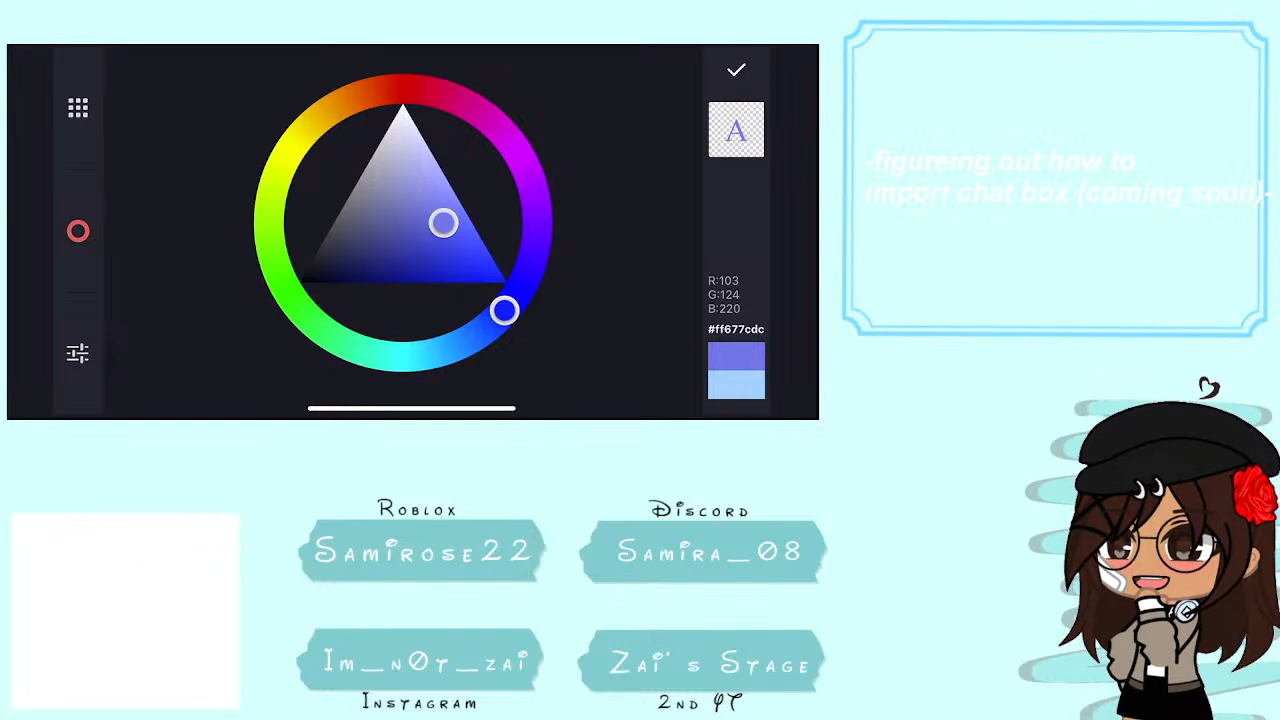 A
R:103
G:124
B:220
#ff677cdc
-figuring out how to
import chat box (coming soon)-
Roblox
Samirose22
Discord
Samira_08
Im_n0t_zai
Instagram
Zai's Stage
2nd YT